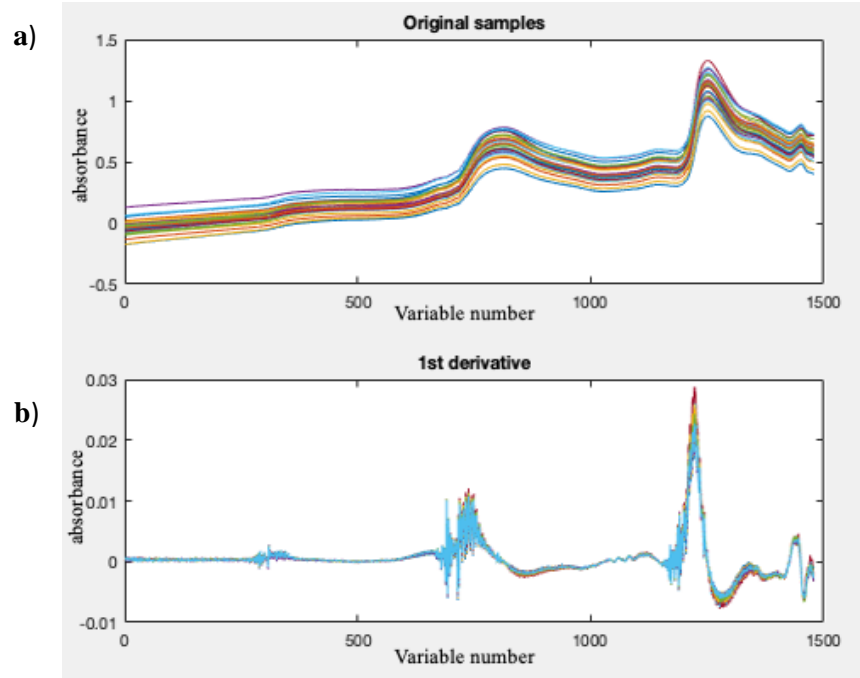 a)
Original samples
1.5
1
0.5
0
-0.5
absorbance
0 500 1000 1500
Variable number
b)
1st derivative
0.03
0.02
0.01
0
-0.01
absorbance
0 500 1000 1500
Variable number